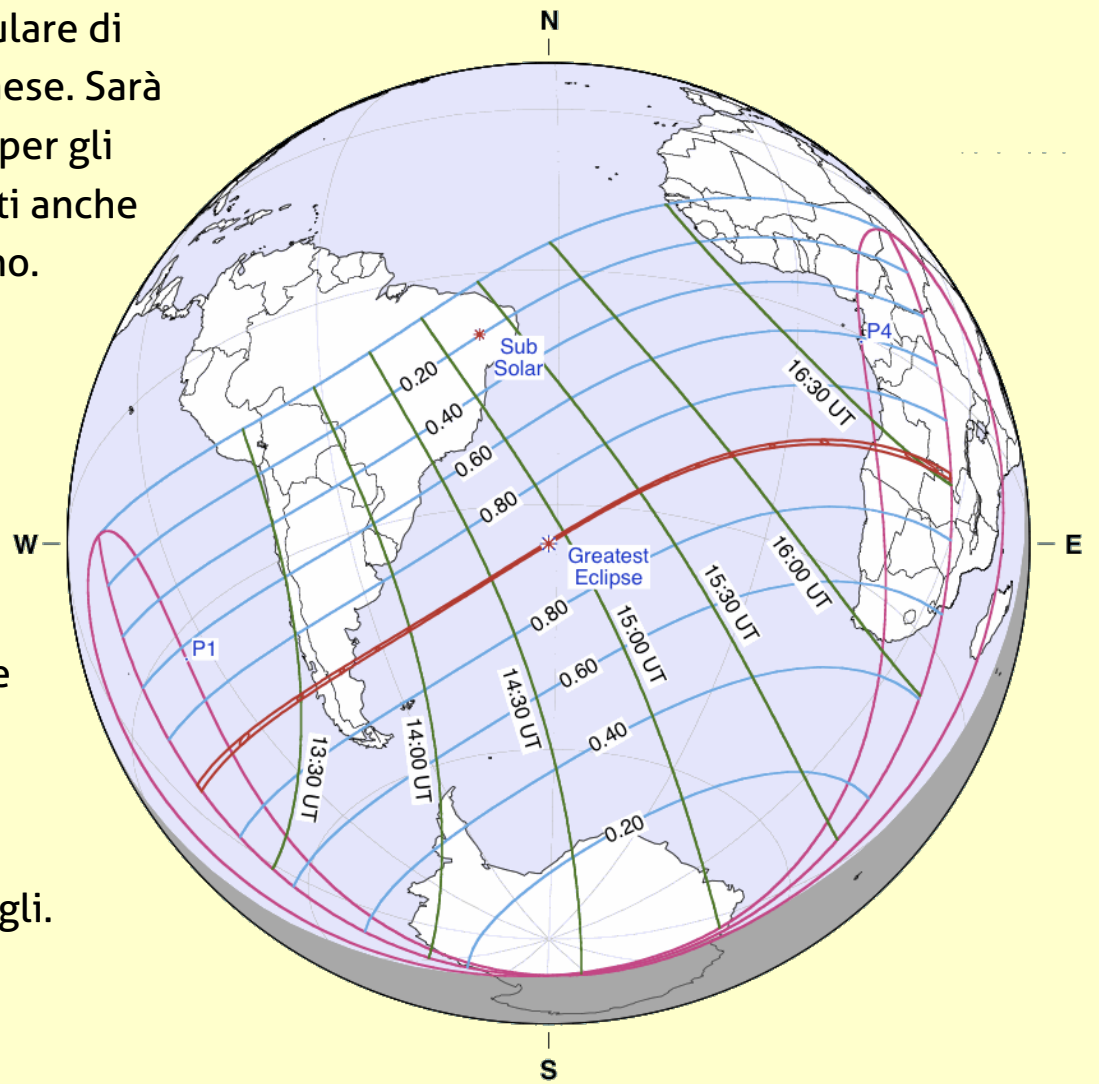 ulare di
nese. Sarà
per gli
ti anche
no.
e
gli.
N
W
E
S
P1
P4
Sub
Solar
Greatest
Eclipse
0.20
0.40
0.60
0.80
0.80
0.60
0.40
0.20
13:30 UT
14:00 UT
14:30 UT
15:00 UT
15:30 UT
16:00 UT
16:30 UT